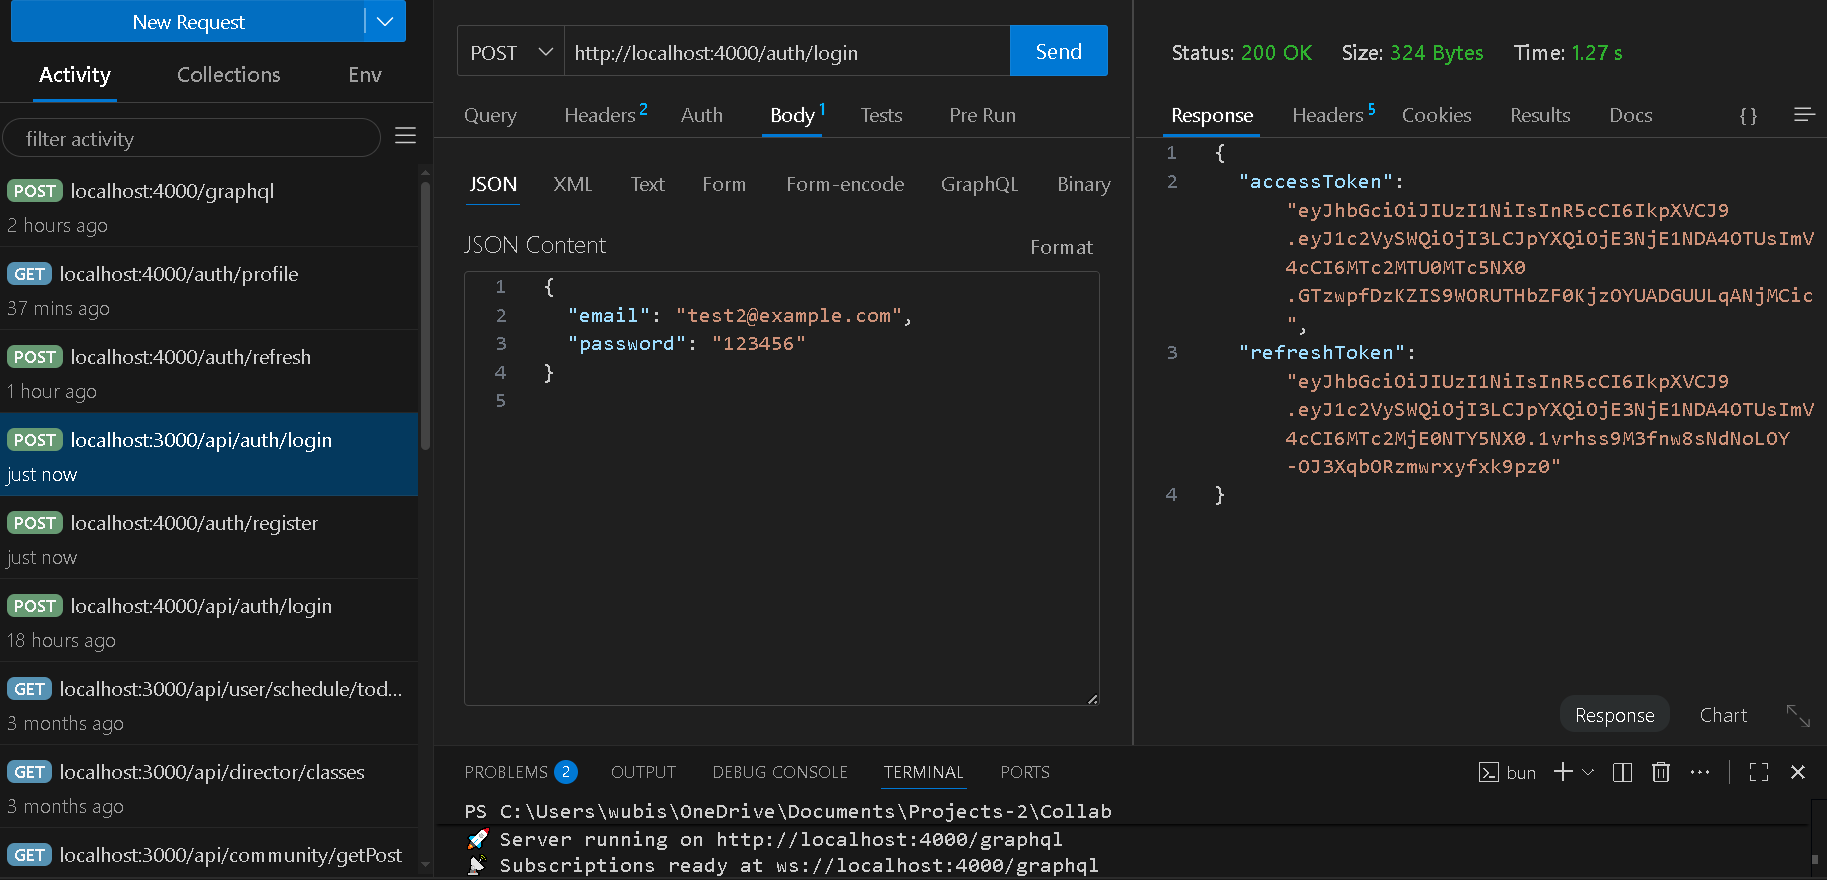 New Request
Activity Collections Env
filter activity
POST localhost:4000/graphql
2 hours ago
GET localhost:4000/auth/profile
37 mins ago
POST localhost:4000/auth/refresh
1 hour ago
POST localhost:3000/api/auth/login
just now
POST localhost:4000/auth/register
just now
POST localhost:4000/api/auth/login
18 hours ago
GET localhost:3000/api/user/schedule/tod...
3 months ago
GET localhost:3000/api/director/classes
3 months ago
GET localhost:3000/api/community/getPost
POST http://localhost:4000/auth/login Send
Query Headers 2 Auth Body 1 Tests Pre Run
JSON XML Text Form Form-encode GraphQL Binary
JSON Content Format
1 {
2 "email": "test2@example.com",
3 "password": "123456"
4 }
5
Status: 200 OK Size: 324 Bytes Time: 1.27 s
Response Headers 5 Cookies Results Docs {}
1 {
2 "accessToken":
"eyJhbGciOiJIUzI1NiIsInR5cCI6IkpXVCJ9
.eyJ1c2VySWQiOjI3LCJpYXQiOjE3NjE1NDA4OTUsImV
4cCI6MTc2MTU0MTc5NX0
.GTzwpfDzKZIS9WORUTHbZF0KjzOYUADGUULqANjMCic
",
3 "refreshToken":
"eyJhbGciOiJIUzI1NiIsInR5cCI6IkpXVCJ9
.eyJ1c2VySWQiOjI3LCJpYXQiOjE3NjE1NDA4OTUsImV
4cCI6MTc2MjE0NTY5NX0.1vrhss9M3fnw8sNdNoLOY
-OJ3XqbORzmwrxyfxk9pz0"
4 }
Response Chart
PROBLEMS 2 OUTPUT DEBUG CONSOLE TERMINAL PORTS bun
PS C:\Users\wubis\OneDrive\Documents\Projects-2\Collab
🚀 Server running on http://localhost:4000/graphql
📡 Subscriptions ready at ws://localhost:4000/graphql